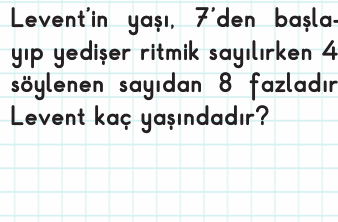 Levent'in yaşı, 7'den başla-
yıp yedişer ritmik sayılırken 4
söylenen sayıdan 8 fazladır
Levent kaç yaşındadır?